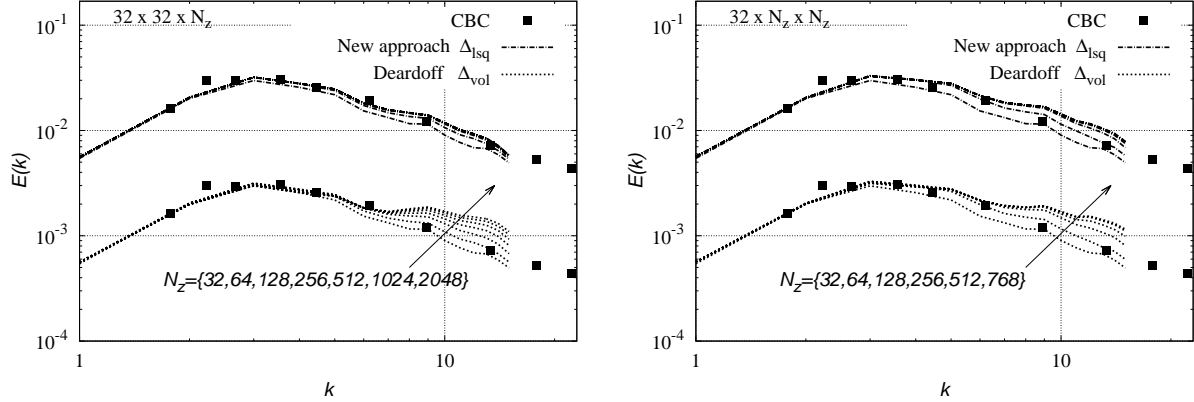 32 x 32 x N_z
CBC
New approach Δ_lsq
Deardoff Δ_vol
10^-1
10^-2
10^-3
10^-4
E(k)
N_z={32,64,128,256,512,1024,2048}
1
10
k
32 x N_z x N_z
CBC
New approach Δ_lsq
Deardoff Δ_vol
10^-1
10^-2
10^-3
10^-4
E(k)
N_z={32,64,128,256,512,768}
1
10
k